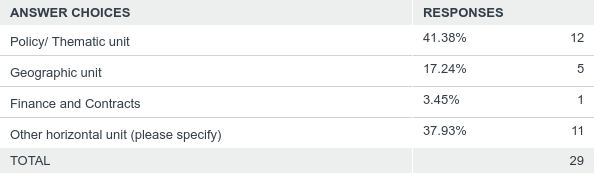 ANSWER CHOICES RESPONSES
Policy/ Thematic unit 41.38% 12
Geographic unit 17.24% 5
Finance and Contracts 3.45% 1
Other horizontal unit (please specify) 37.93% 11
TOTAL 29